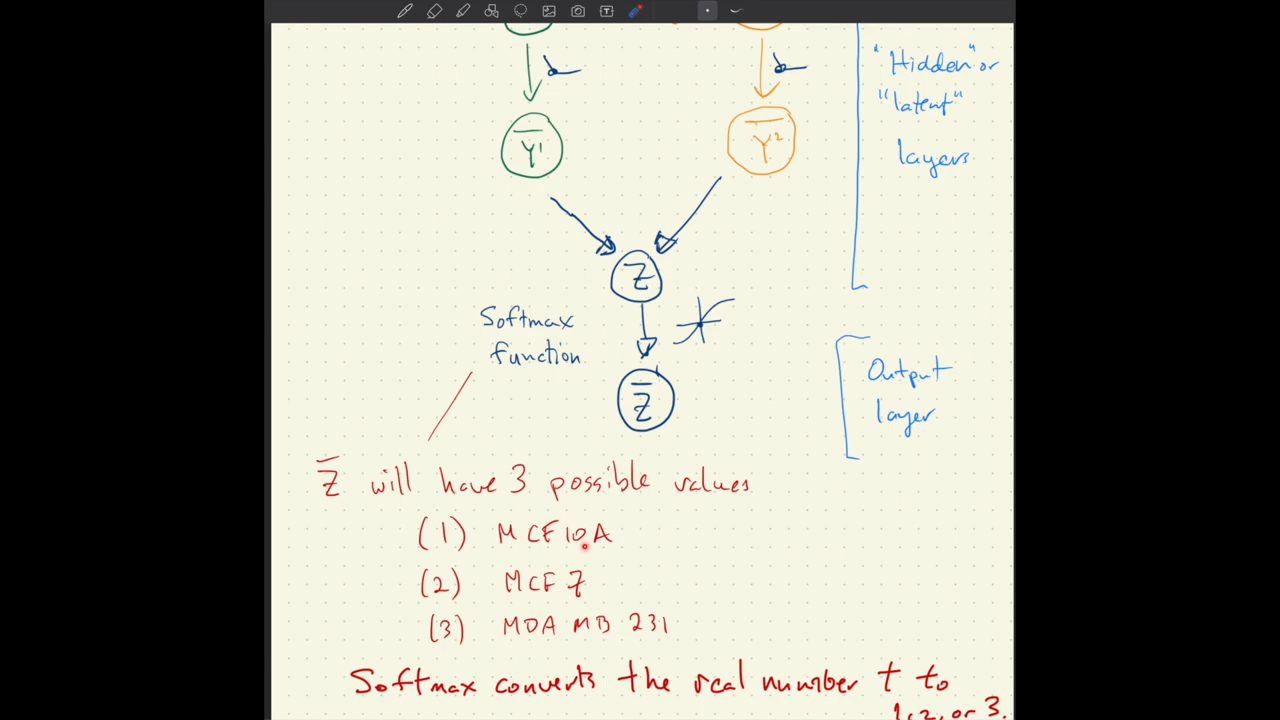 "Hidden" or
"latent"
layers
Y¹
Y²
Z
Softmax
function
Z̄
Output
layer
Z̄ will have 3 possible values
(1) MCF10A
(2) MCF7
(3) MDA MB 231
Softmax converts the real number t to
1, 2, or 3.